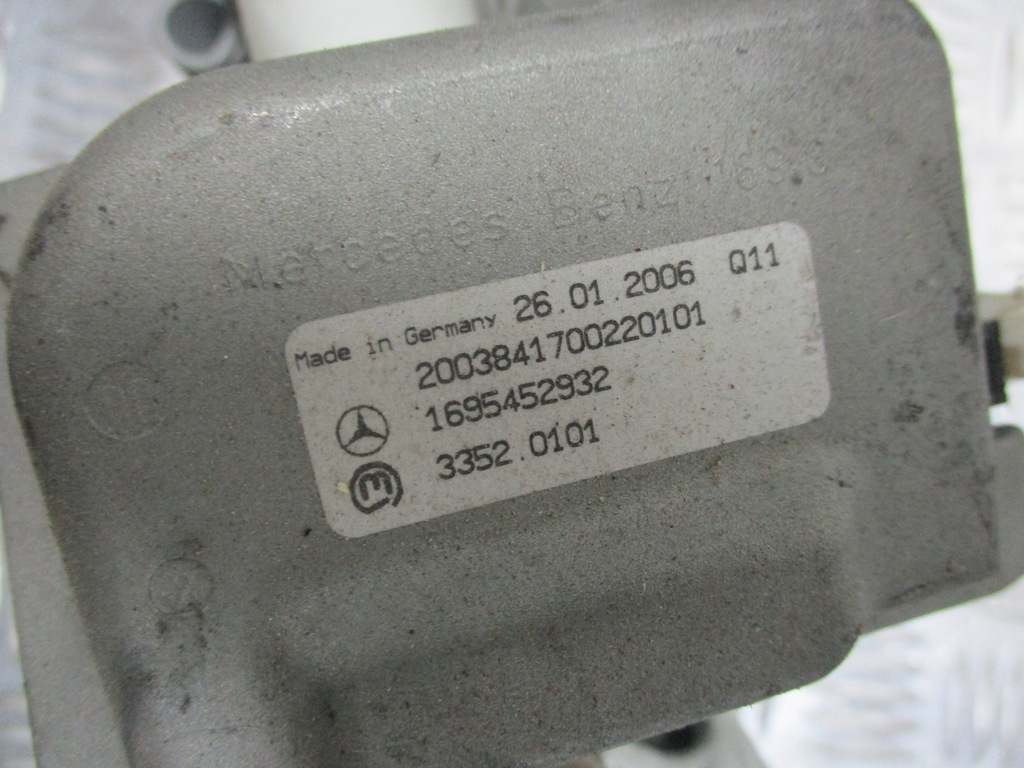 Mercedes Benz
Made in Germany 26.01.2006 Q11
2003841700220101
1695452932
3352.0101